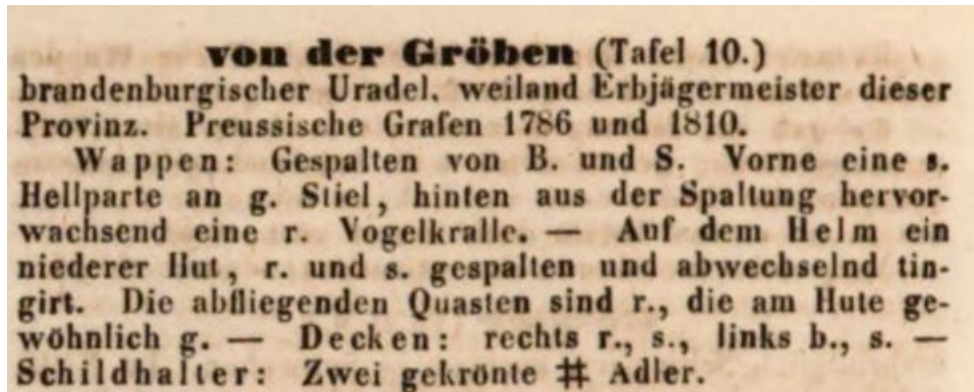 von der Gröben (Tafel 10.)
brandenburgischer Uradel, weiland Erbjägermeister dieser
Provinz. Preussische Grafen 1786 und 1810.
Wappen: Gespalten von B. und S. Vorne eine s.
Hellparte an g. Stiel, hinten aus der Spaltung hervor-
wachsend eine r. Vogelkralle. — Auf dem Helm ein
niederer Hut, r. und s. gespalten und abwechselnd tin-
girt. Die abfliegenden Quasten sind r., die am Hute ge-
wöhnlich g. — Decken: rechts r., s., links b., s. —
Schildhalter: Zwei gekrönte ⌗ Adler.